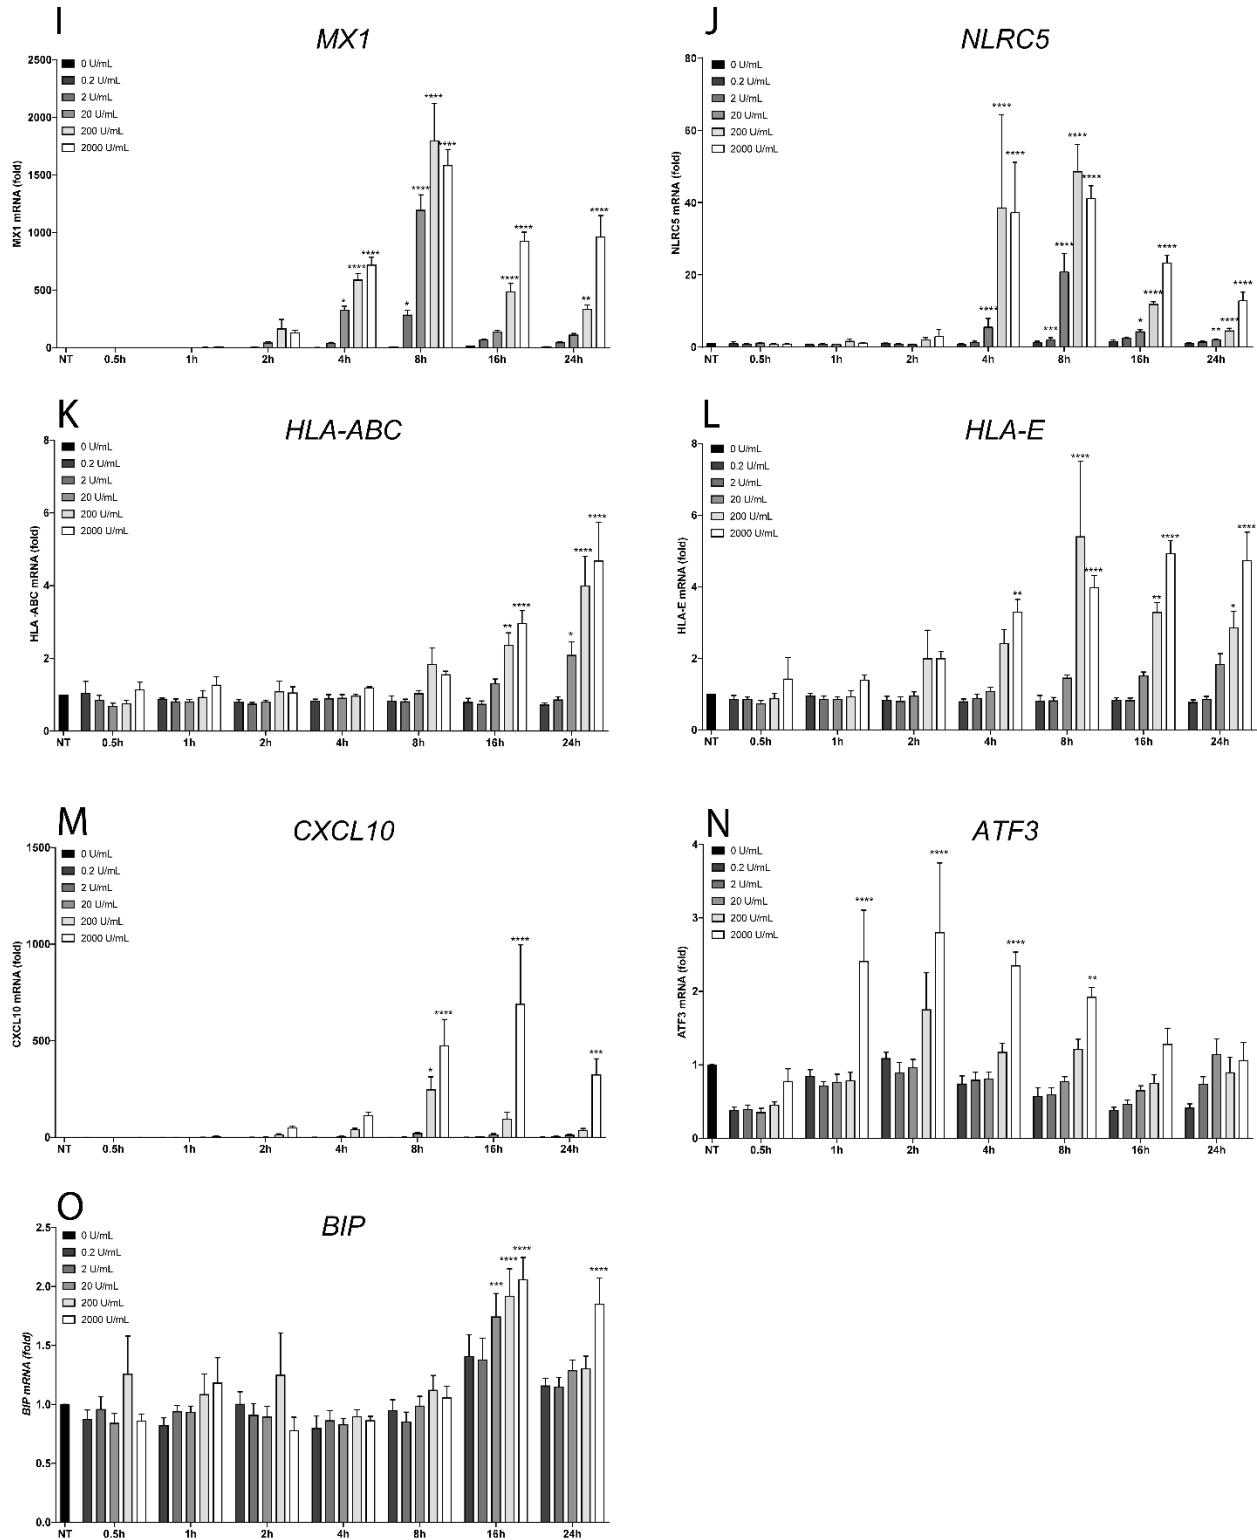 I
MX1
2500
2000
1500
1000
500
0
MX1 mRNA (fold)
0 U/mL
0.2 U/mL
2 U/mL
20 U/mL
200 U/mL
2000 U/mL
* **** ****
* **** **** ****
**** ****
** ****
NT 0.5h 1h 2h 4h 8h 16h 24h
J
NLRC5
80
60
40
20
0
NLRC5 mRNA (fold)
0 U/mL
0.2 U/mL
2 U/mL
20 U/mL
200 U/mL
2000 U/mL
**** **** ****
*** **** **** ****
* **** ****
** **** ****
NT 0.5h 1h 2h 4h 8h 16h 24h
K
HLA-ABC
8
6
4
2
0
HLA -ABC mRNA (fold)
0 U/mL
0.2 U/mL
2 U/mL
20 U/mL
200 U/mL
2000 U/mL
** ****
* **** ****
NT 0.5h 1h 2h 4h 8h 16h 24h
L
HLA-E
8
6
4
2
0
HLA-E mRNA (fold)
0 U/mL
0.2 U/mL
2 U/mL
20 U/mL
200 U/mL
2000 U/mL
**
**** ****
** ****
* ****
NT 0.5h 1h 2h 4h 8h 16h 24h
M
CXCL10
1500
1000
500
0
CXCL10 mRNA (fold)
0 U/mL
0.2 U/mL
2 U/mL
20 U/mL
200 U/mL
2000 U/mL
* ****
****
***
NT 0.5h 1h 2h 4h 8h 16h 24h
N
ATF3
4
3
2
1
0
ATF3 mRNA (fold)
0 U/mL
0.2 U/mL
2 U/mL
20 U/mL
200 U/mL
2000 U/mL
****
****
****
**
NT 0.5h 1h 2h 4h 8h 16h 24h
O
BIP
2.5
2.0
1.5
1.0
0.5
0.0
BIP mRNA (fold)
0 U/mL
0.2 U/mL
2 U/mL
20 U/mL
200 U/mL
2000 U/mL
*** **** ****
****
NT 0.5h 1h 2h 4h 8h 16h 24h